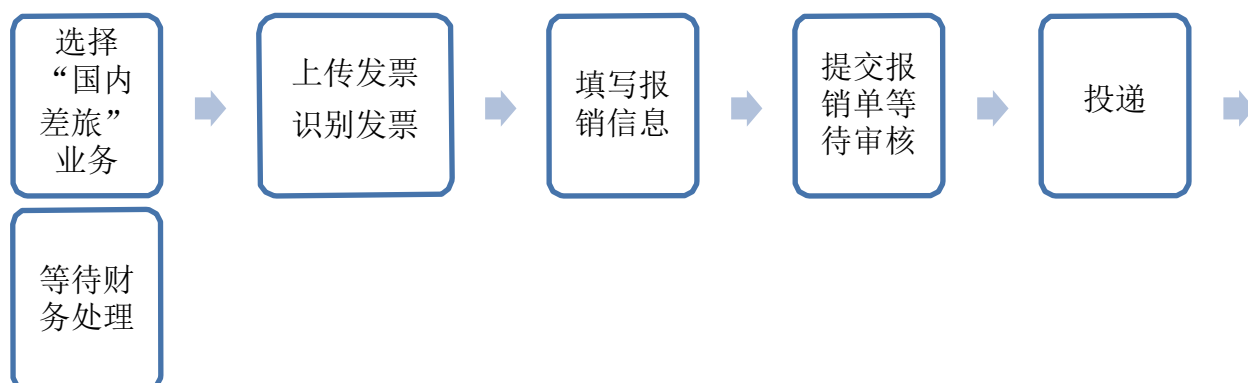 选择
“国内
差旅”
业务
上传发票
识别发票
填写报
销信息
提交报
销单等
待审核
投递
等待财
务处理